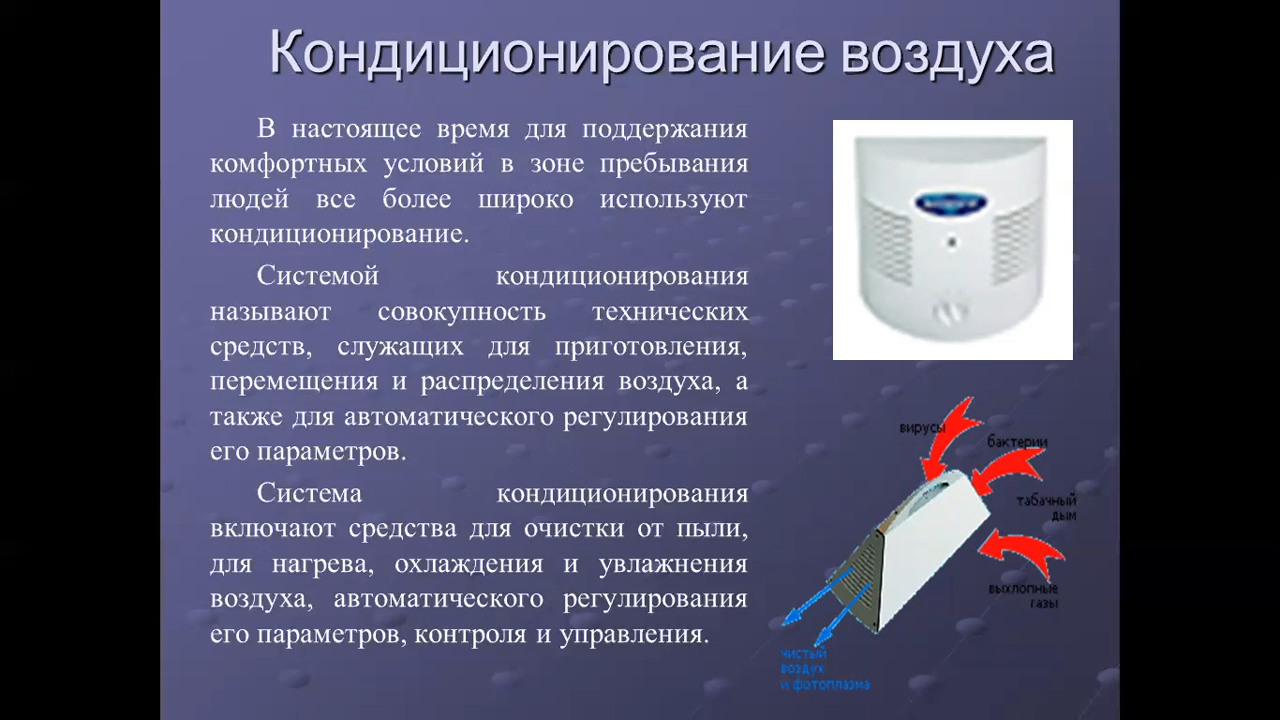 Кондиционирование воздуха
В настоящее время для поддержания
комфортных условий в зоне пребывания
людей все более широко используют
кондиционирование.
Системой кондиционирования
называют совокупность технических
средств, служащих для приготовления,
перемещения и распределения воздуха, а
также для автоматического регулирования
его параметров.
Система кондиционирования
включают средства для очистки от пыли,
для нагрева, охлаждения и увлажнения
воздуха, автоматического регулирования
его параметров, контроля и управления.
вирусы
бактерии
табачный
дым
выхлопные
газы
чистый
воздух
и фотоплазма